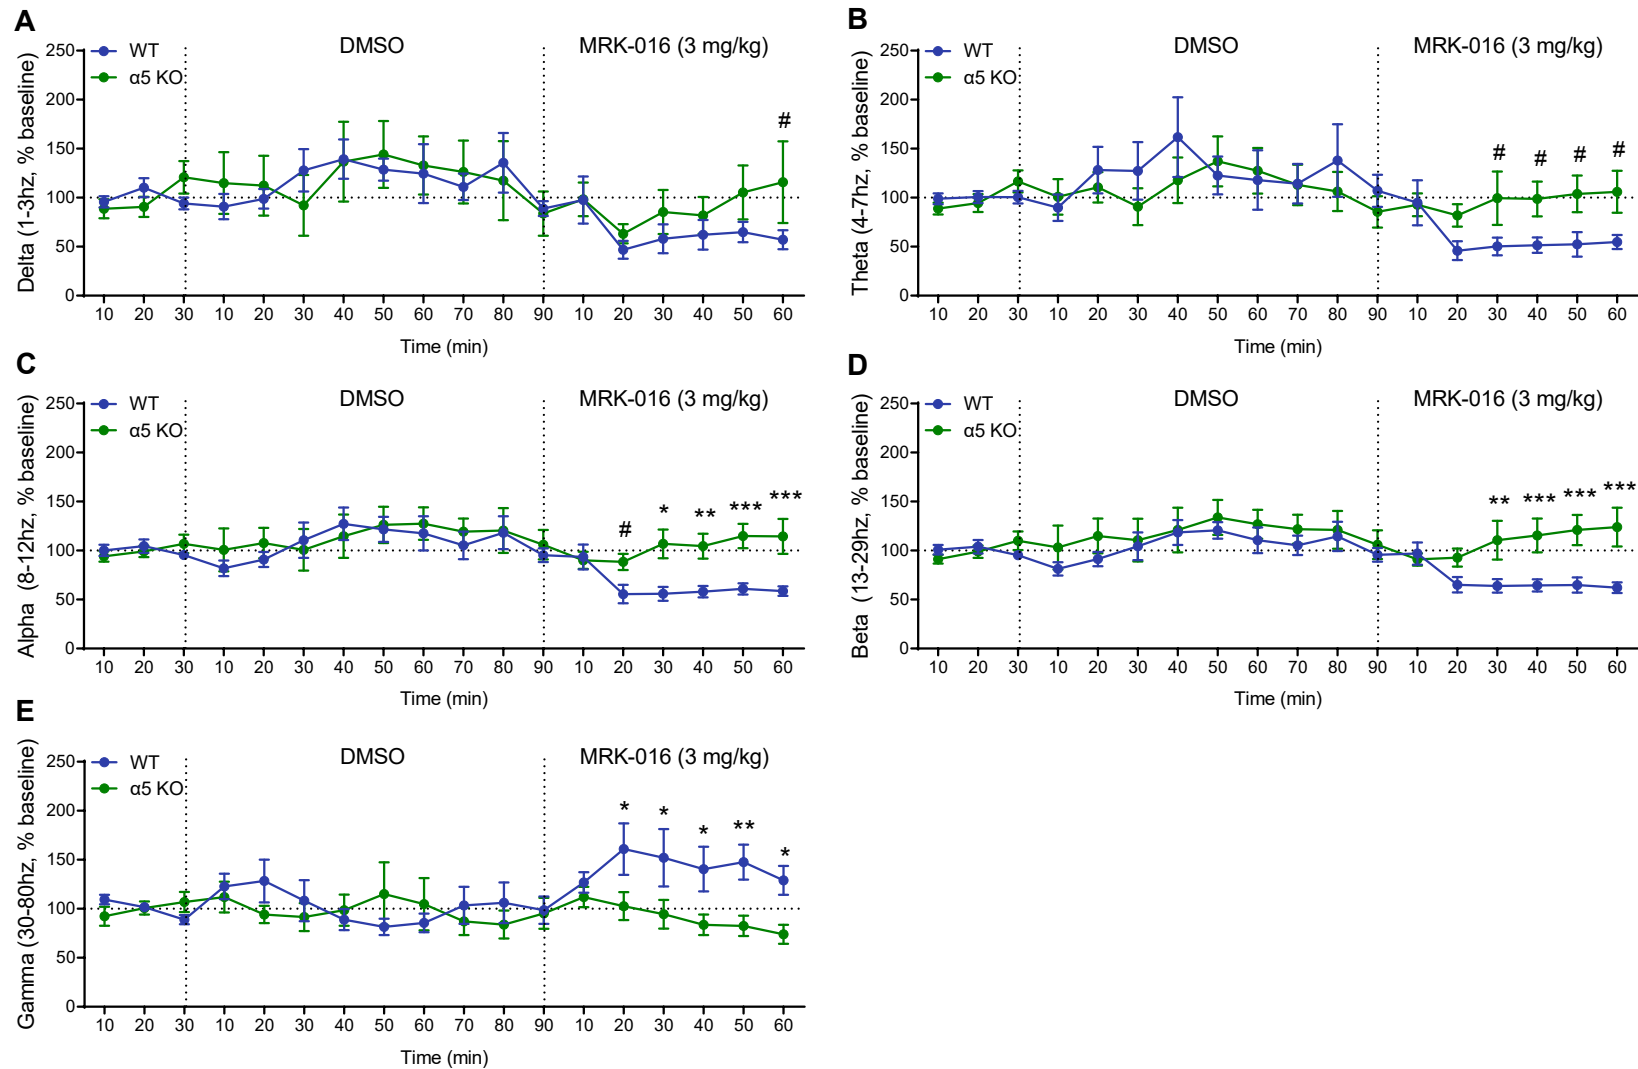 A
DMSO
MRK-016 (3 mg/kg)
WT
α5 KO
Delta (1-3hz, % baseline)
250
200
150
100
50
0
#
10 20 30 10 20 30 40 50 60 70 80 90 10 20 30 40 50 60
Time (min)
B
DMSO
MRK-016 (3 mg/kg)
WT
α5 KO
Theta (4-7hz, % baseline)
250
200
150
100
50
0
# # # #
10 20 30 10 20 30 40 50 60 70 80 90 10 20 30 40 50 60
Time (min)
C
DMSO
MRK-016 (3 mg/kg)
WT
α5 KO
Alpha (8-12hz, % baseline)
250
200
150
100
50
0
# * ** *** ***
10 20 30 10 20 30 40 50 60 70 80 90 10 20 30 40 50 60
Time (min)
D
DMSO
MRK-016 (3 mg/kg)
WT
α5 KO
Beta (13-29hz, % baseline)
250
200
150
100
50
0
** *** *** ***
10 20 30 10 20 30 40 50 60 70 80 90 10 20 30 40 50 60
Time (min)
E
DMSO
MRK-016 (3 mg/kg)
WT
α5 KO
Gamma (30-80hz, % baseline)
250
200
150
100
50
0
* * * ** *
10 20 30 10 20 30 40 50 60 70 80 90 10 20 30 40 50 60
Time (min)